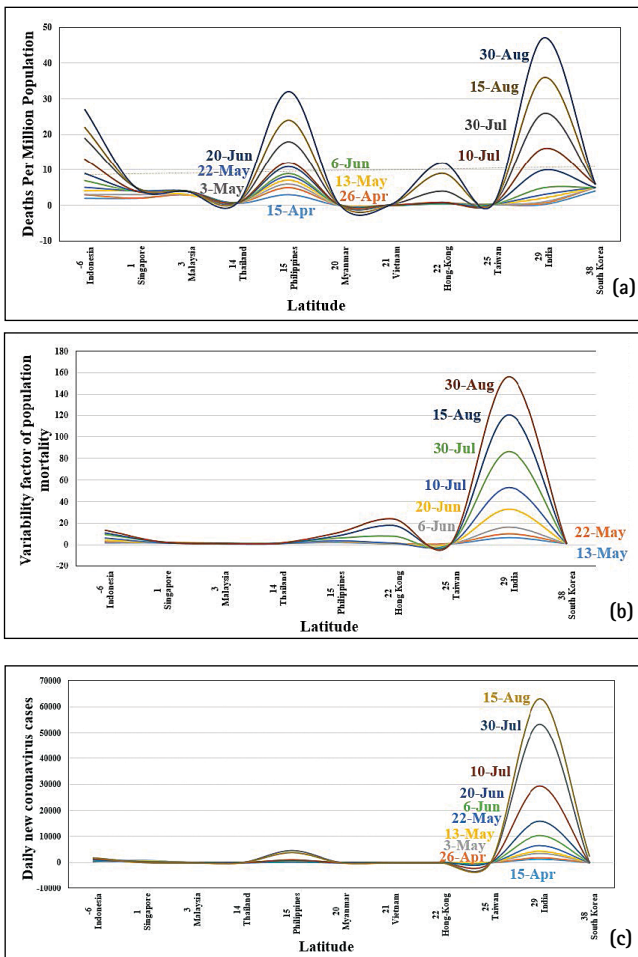 50
40
30
20
10
0
-10
Deaths Per Million Population
30-Aug
15-Aug
30-Jul
10-Jul
20-Jun
22-May
3-May
6-Jun
13-May
26-Apr
15-Apr
-6 Indonesia
1 Singapore
3 Malaysia
14 Thailand
15 Philippines
20 Myanmar
21 Vietnam
22 Hong-Kong
25 Taiwan
29 India
38 South Korea
Latitude
(a)
180
160
140
120
100
80
60
40
20
0
-20
Variability factor of population
mortality
30-Aug
15-Aug
30-Jul
10-Jul
20-Jun
6-Jun
22-May
13-May
-6 Indonesia
1 Singapore
3 Malaysia
14 Thailand
15 Philippines
22 Hong Kong
25 Taiwan
29 India
38 South Korea
Latitude
(b)
70000
60000
50000
40000
30000
20000
10000
0
-10000
Daily new coronavirus cases
15-Aug
30-Jul
10-Jul
20-Jun
6-Jun
22-May
13-May
3-May
26-Apr
15-Apr
-6 Indonesia
1 Singapore
3 Malaysia
14 Thailand
15 Philippines
20 Myanmar
21 Vietnam
22 Hong-Kong
25 Taiwan
29 India
38 South Korea
Latitude
(c)